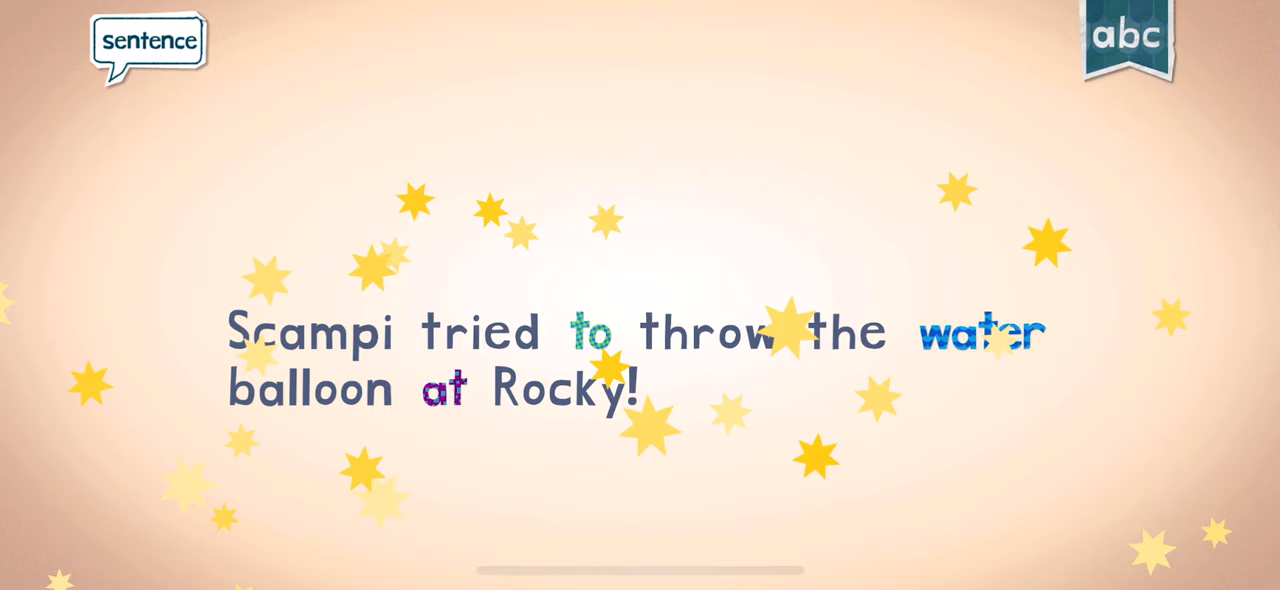 sentence
abc
Scampi tried to throw the water
balloon at Rocky!